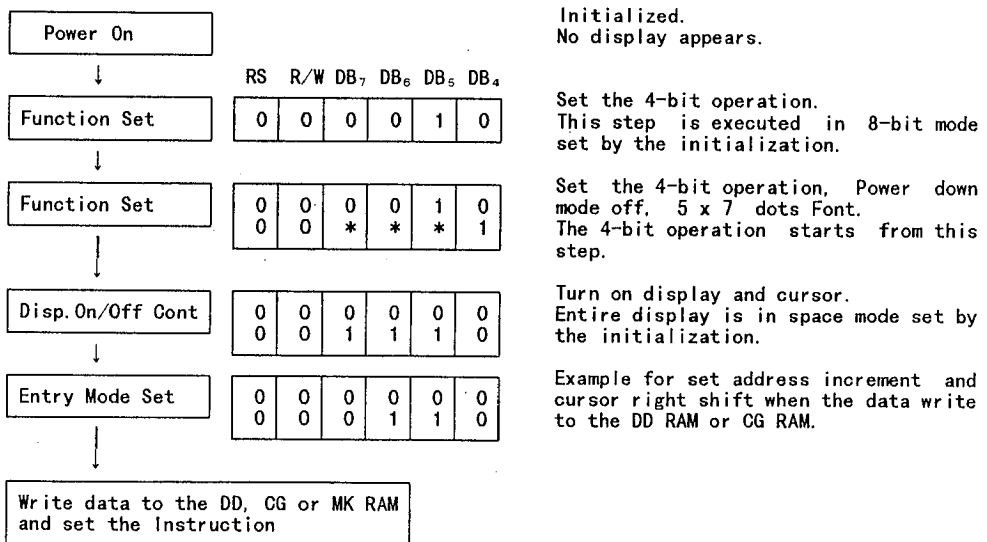 Power On
Initialized.
No display appears.
RS R/W DB₇ DB₆ DB₅ DB₄
Function Set
0 0 0 0 1 0
Set the 4-bit operation.
This step is executed in 8-bit mode
set by the initialization.
Function Set
0 0 0 0 1 0
0 0 * * * 1
Set the 4-bit operation, Power down
mode off, 5 x 7 dots Font.
The 4-bit operation starts from this
step.
Disp.On/Off Cont
0 0 0 0 0 0
0 0 1 1 1 0
Turn on display and cursor.
Entire display is in space mode set by
the initialization.
Entry Mode Set
0 0 0 0 0 0
0 0 0 1 1 0
Example for set address increment and
cursor right shift when the data write
to the DD RAM or CG RAM.
Write data to the DD, CG or MK RAM
and set the Instruction